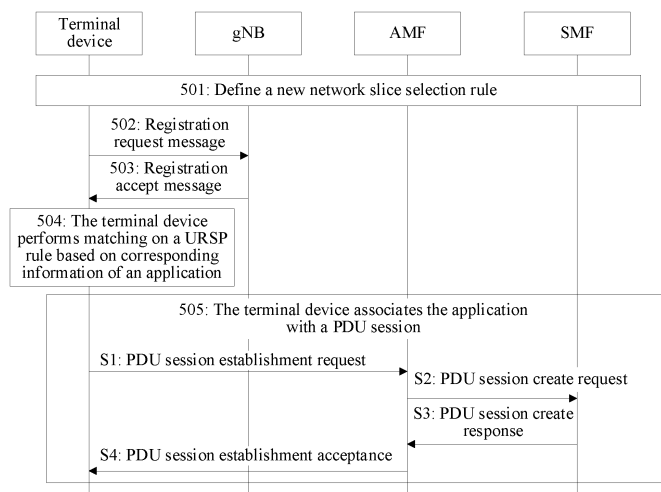 Terminal
device
gNB
AMF
SMF
501: Define a new network slice selection rule
502: Registration
request message
503: Registration
accept message
504: The terminal device
performs matching on a URSP
rule based on corresponding
information of an application
505: The terminal device associates the application
with a PDU session
S1: PDU session establishment request
S2: PDU session create request
S3: PDU session create
response
S4: PDU session establishment acceptance